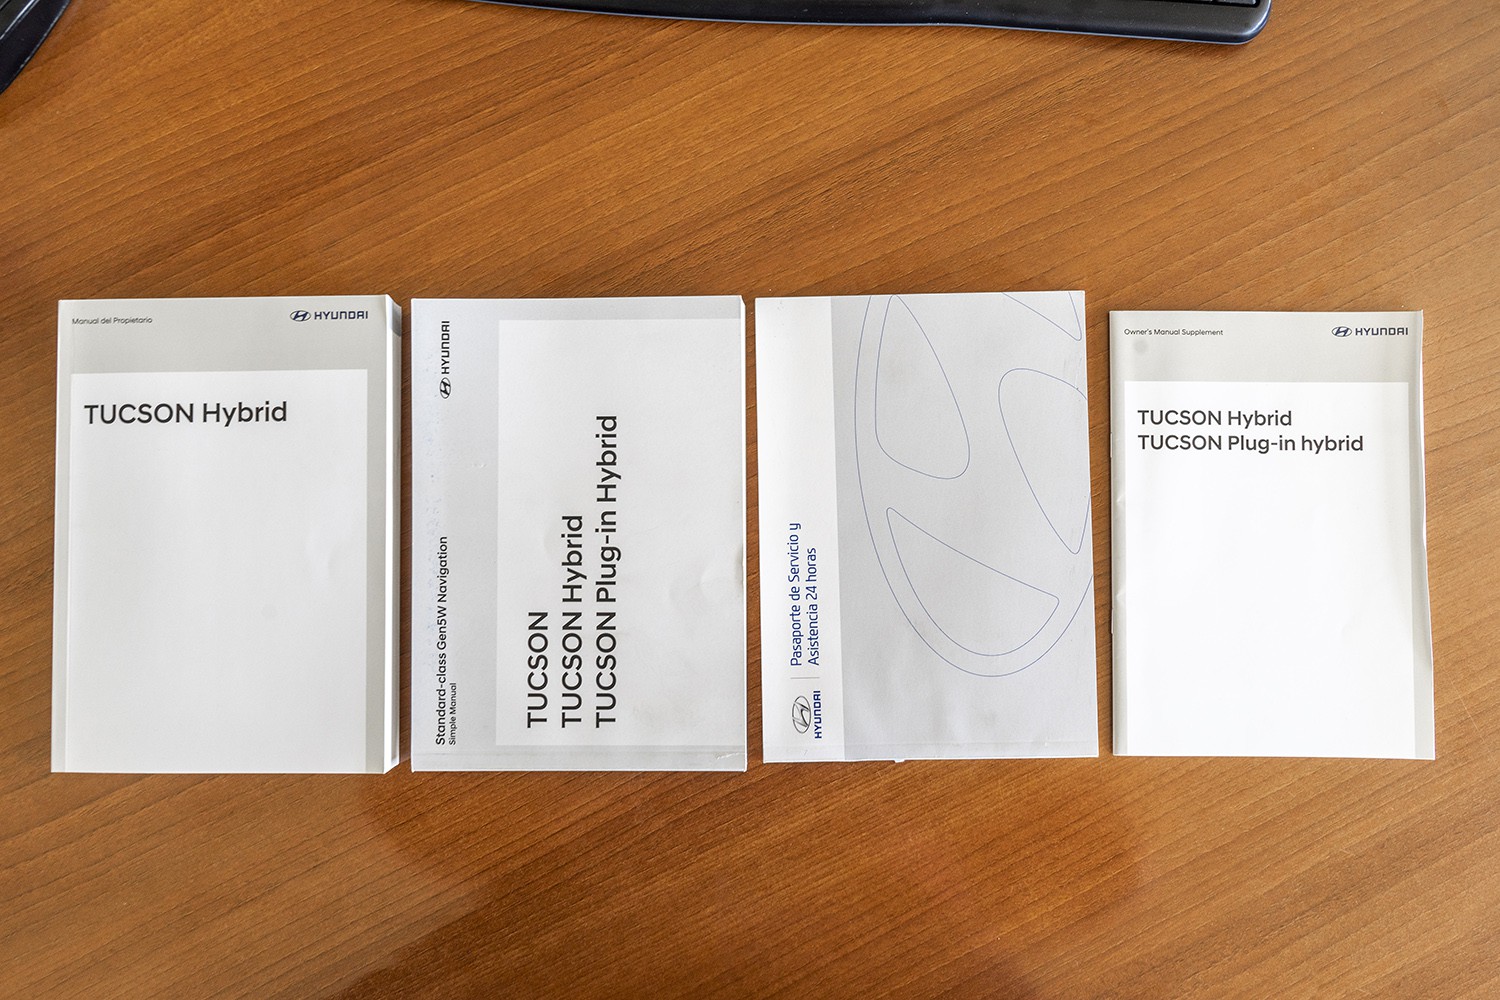 Manual del Propietario
HYUNDAI
TUCSON Hybrid
HYUNDAI
Standard-class Gen5W Navigation
Simple Manual
TUCSON
TUCSON Hybrid
TUCSON Plug-in Hybrid
HYUNDAI
Pasaporte de Servicio y
Asistencia 24 horas
Owner's Manual Supplement
HYUNDAI
TUCSON Hybrid
TUCSON Plug-in hybrid